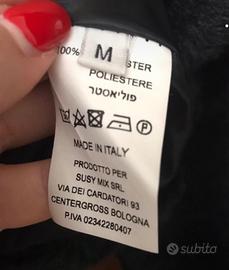 M
100%
STER
POLIESTERE
פוליאסטר
P
MADE IN ITALY
PRODOTTO PER
SUSY MIX SRL
VIA DEI CARDATORI 93
CENTERGROSS BOLOGNA
P.IVA 02342280407
subito